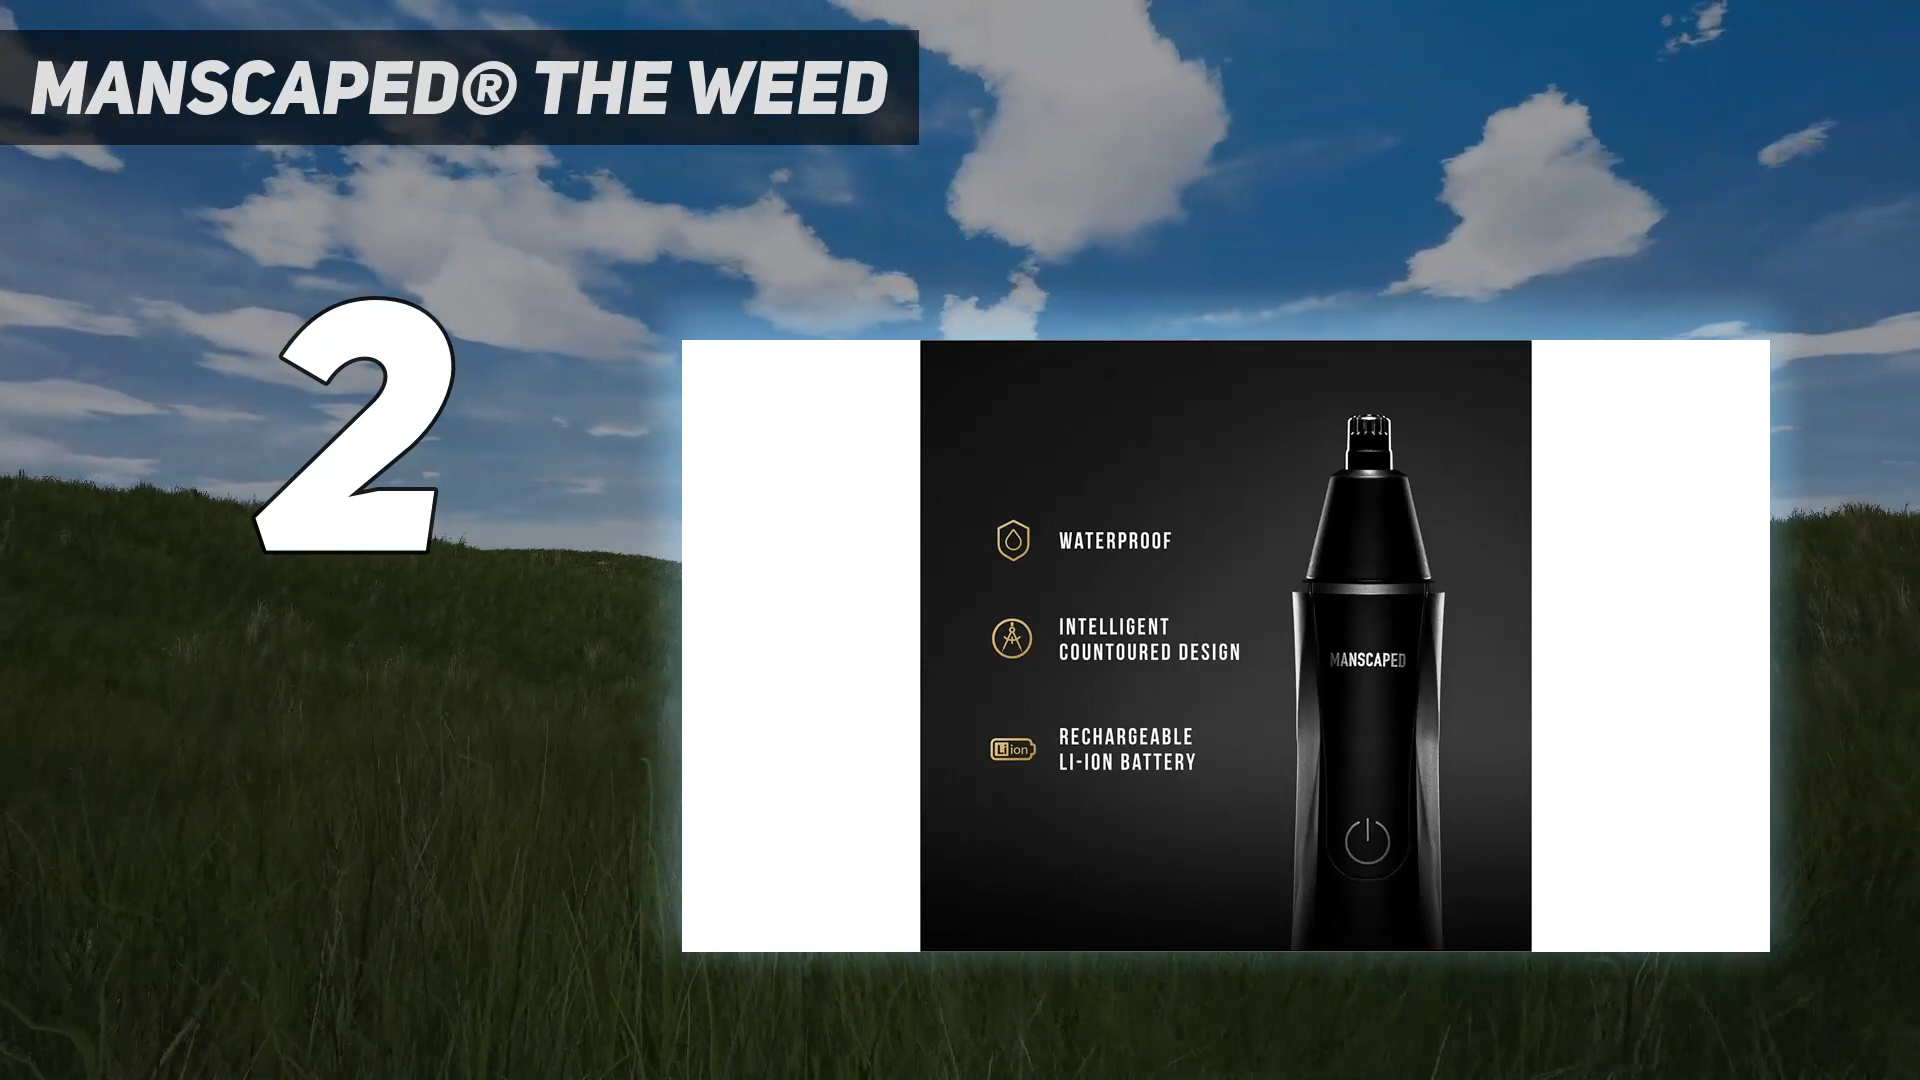 MANSCAPED® THE WEED
2
WATERPROOF
INTELLIGENT
COUNTOURED DESIGN
Li ion
RECHARGEABLE
LI-ION BATTERY
MANSCAPED